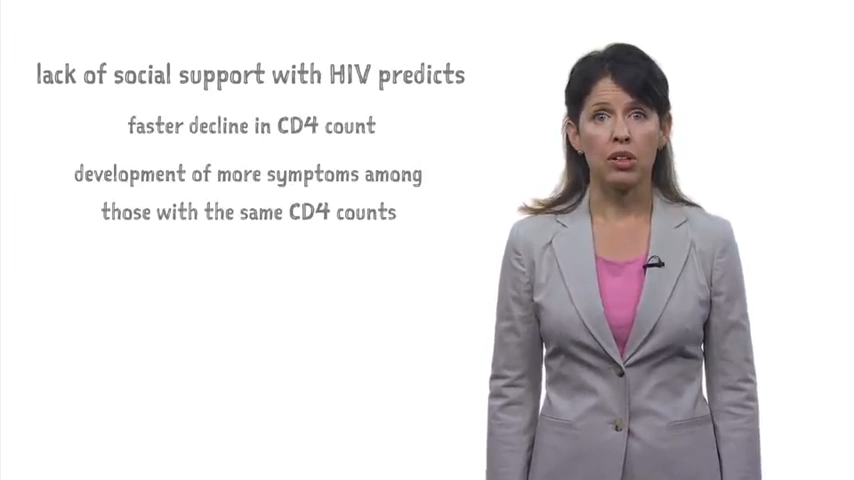 lack of social support with HIV predicts
faster decline in CD4 count
development of more symptoms among
those with the same CD4 counts